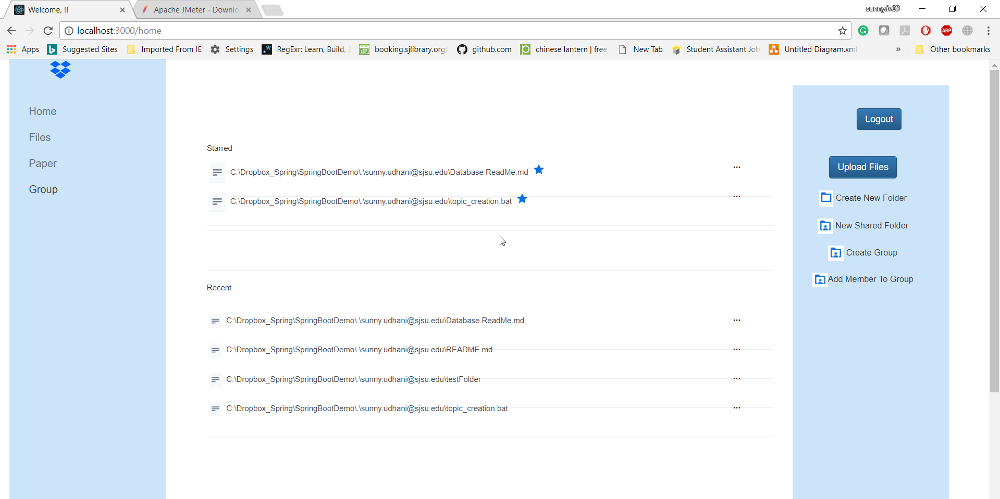 Welcome, !!
Apache JMeter - Downlo
sunny.iv09
localhost:3000/home
Apps
Suggested Sites
Imported From IE
Settings
RegExr: Learn, Build,
booking.sjlibrary.org/
github.com
chinese lantern | free
New Tab
Student Assistant Job
Untitled Diagram.xml
»
Other bookmarks
Home
Files
Paper
Group
Starred
C:\Dropbox_Spring\SpringBootDemo\.\sunny.udhani@sjsu.edu\Database ReadMe.md
...
C:\Dropbox_Spring\SpringBootDemo\.\sunny.udhani@sjsu.edu\topic_creation.bat
...
Recent
C:\Dropbox_Spring\SpringBootDemo\.\sunny.udhani@sjsu.edu\Database ReadMe.md
...
C:\Dropbox_Spring\SpringBootDemo\.\sunny.udhani@sjsu.edu\README.md
...
C:\Dropbox_Spring\SpringBootDemo\.\sunny.udhani@sjsu.edu\testFolder
...
C:\Dropbox_Spring\SpringBootDemo\.\sunny.udhani@sjsu.edu\topic_creation.bat
...
Logout
Upload Files
Create New Folder
New Shared Folder
Create Group
Add Member To Group
ABP